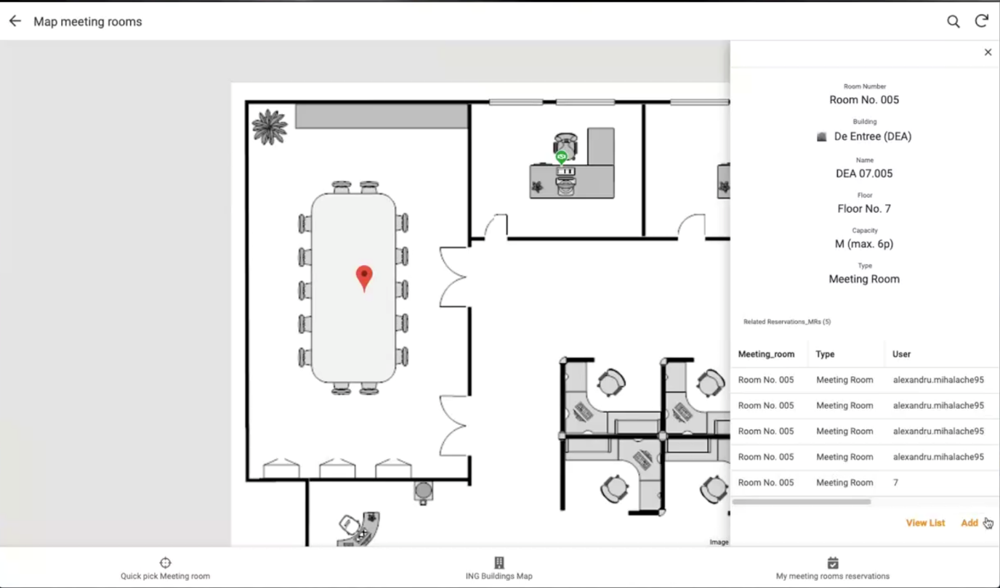 Map meeting rooms
Room Number
Room No. 005
Building
De Entree (DEA)
Name
DEA 07.005
Floor
Floor No. 7
Capacity
M (max. 6p)
Type
Meeting Room
Related Reservations_MRs (5)
Meeting_room Type User
Room No. 005 Meeting Room alexandru.mihalache95
Room No. 005 Meeting Room alexandru.mihalache95
Room No. 005 Meeting Room alexandru.mihalache95
Room No. 005 Meeting Room alexandru.mihalache95
Room No. 005 Meeting Room 7
View List Add
Image
Quick pick Meeting room ING Buildings Map My meeting rooms reservations